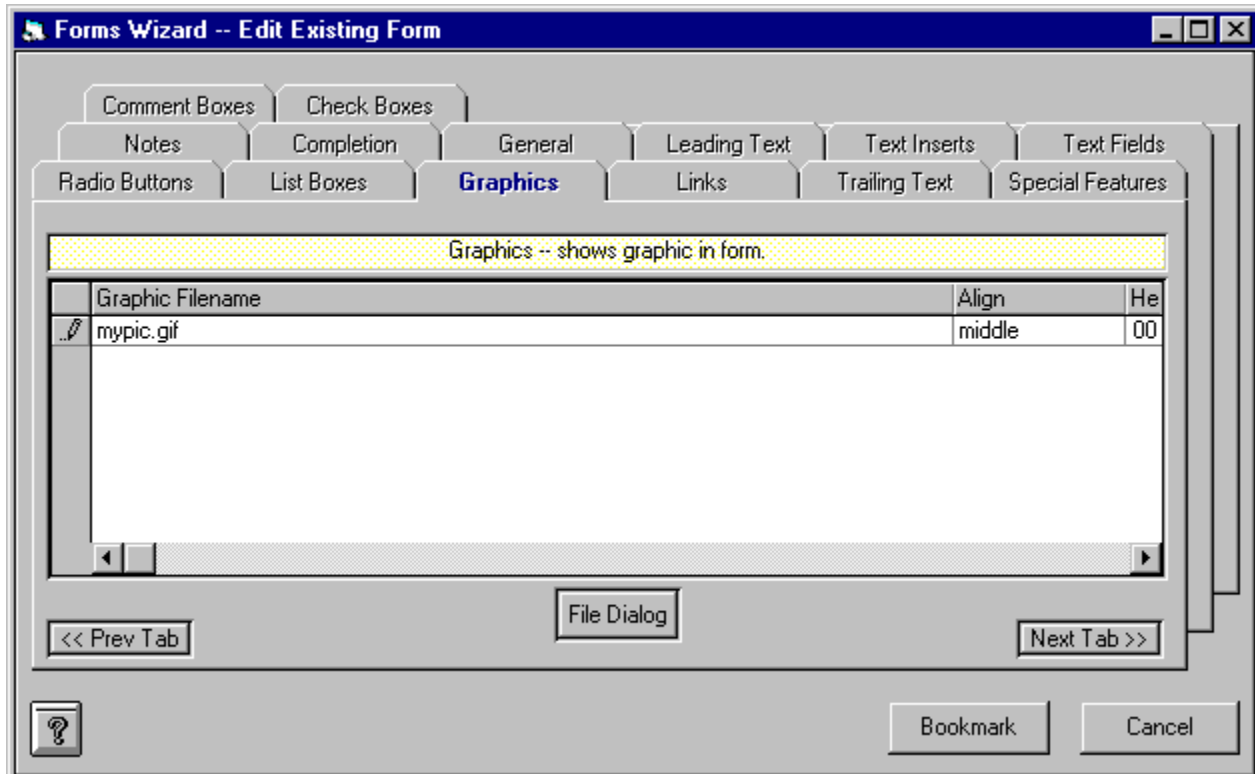 Forms Wizard -- Edit Existing Form
Comment Boxes Check Boxes
Notes Completion General Leading Text Text Inserts Text Fields
Radio Buttons List Boxes Graphics Links Trailing Text Special Features
Graphics -- shows graphic in form.
Graphic Filename Align He
mypic.gif middle 00
File Dialog
<< Prev Tab Next Tab >>
? Bookmark Cancel